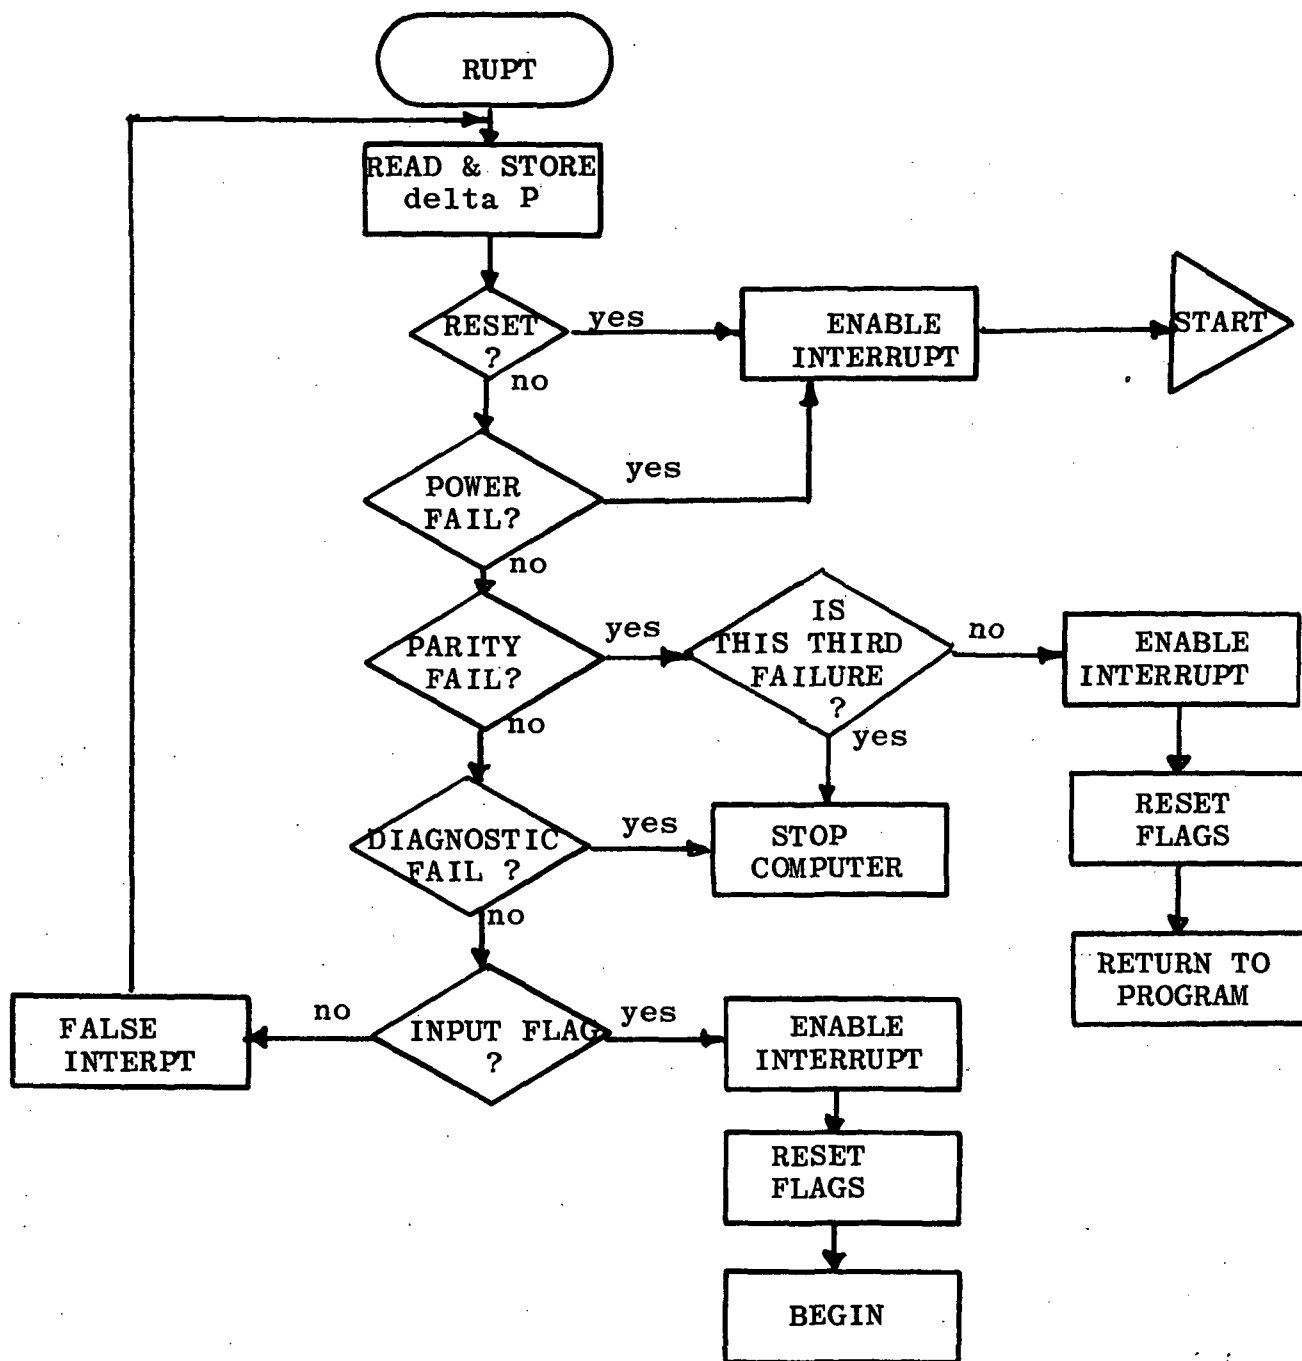 RUPT
READ & STORE
delta P
RESET
?
yes
no
ENABLE
INTERRUPT
START
POWER
FAIL?
yes
no
PARITY
FAIL?
yes
no
IS
THIS THIRD
FAILURE
?
no
yes
ENABLE
INTERRUPT
RESET
FLAGS
RETURN TO
PROGRAM
DIAGNOSTIC
FAIL ?
yes
no
STOP
COMPUTER
INPUT FLAG
?
no
yes
FALSE
INTERPT
ENABLE
INTERRUPT
RESET
FLAGS
BEGIN